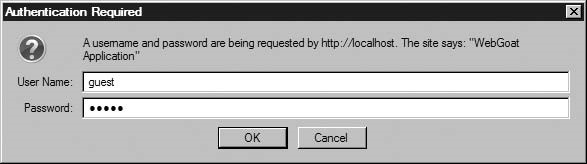 Authentication Required
A username and password are being requested by http://localhost. The site says: "WebGoat
Application"
User Name: guest
Password: •••••
OK Cancel